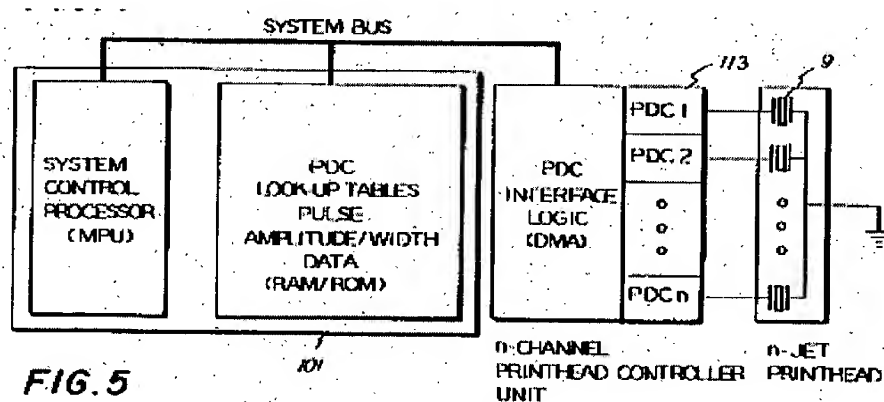 SYSTEM BUS
SYSTEM
CONTROL
PROCESSOR
(MPU)
PDC
LOOK-UP TABLES
PULSE
AMPLITUDE/WIDTH
DATA
(RAM/ROM)
101
PDC
INTERFACE
LOGIC
(DMA)
113
PDC 1
PDC 2
PDC n
9
n-CHANNEL
PRINTHEAD CONTROLLER
UNIT
n-JET
PRINTHEAD
FIG. 5